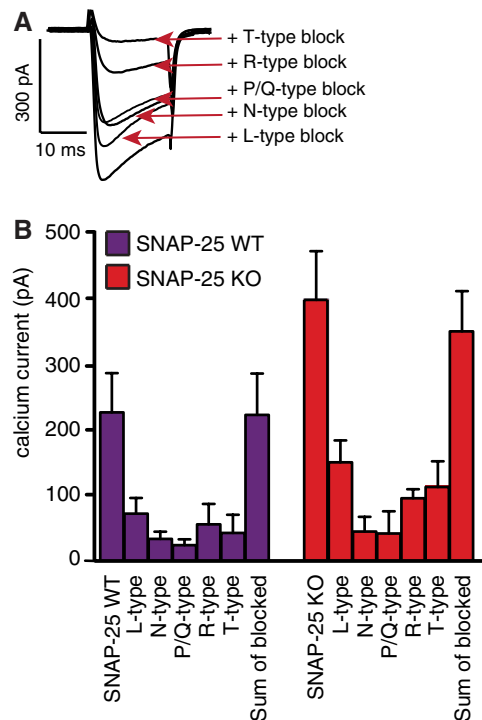 A
+ T-type block
+ R-type block
+ P/Q-type block
+ N-type block
+ L-type block
300 pA
10 ms
B
SNAP-25 WT
SNAP-25 KO
calcium current (pA)
500
400
300
200
100
0
SNAP-25 WT
L-type
N-type
P/Q-type
R-type
T-type
Sum of blocked
SNAP-25 KO
L-type
N-type
P/Q-type
R-type
T-type
Sum of blocked